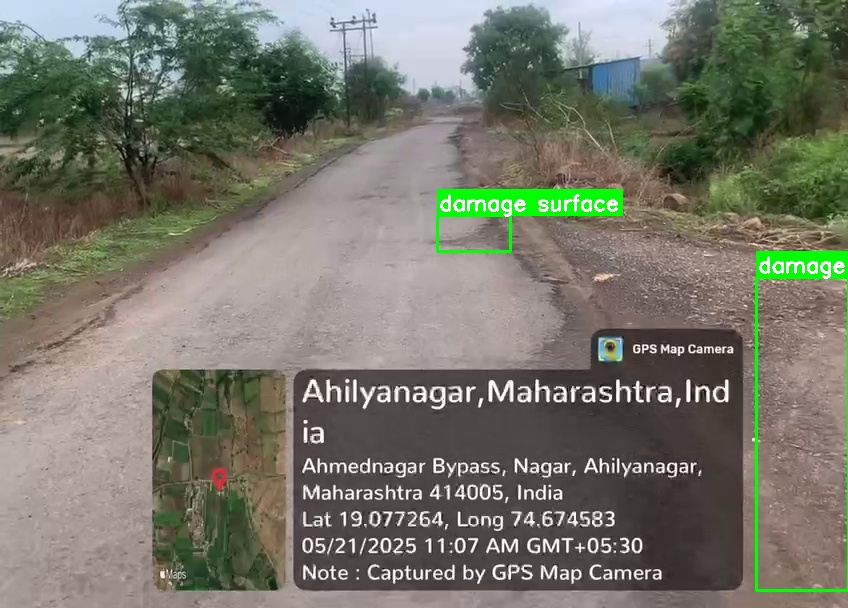 damage surface
damage
GPS Map Camera
Ahilyanagar,Maharashtra,Ind
ia
Ahmednagar Bypass, Nagar, Ahilyanagar,
Maharashtra 414005, India
Lat 19.077264, Long 74.674583
05/21/2025 11:07 AM GMT+05:30
Note : Captured by GPS Map Camera
Maps